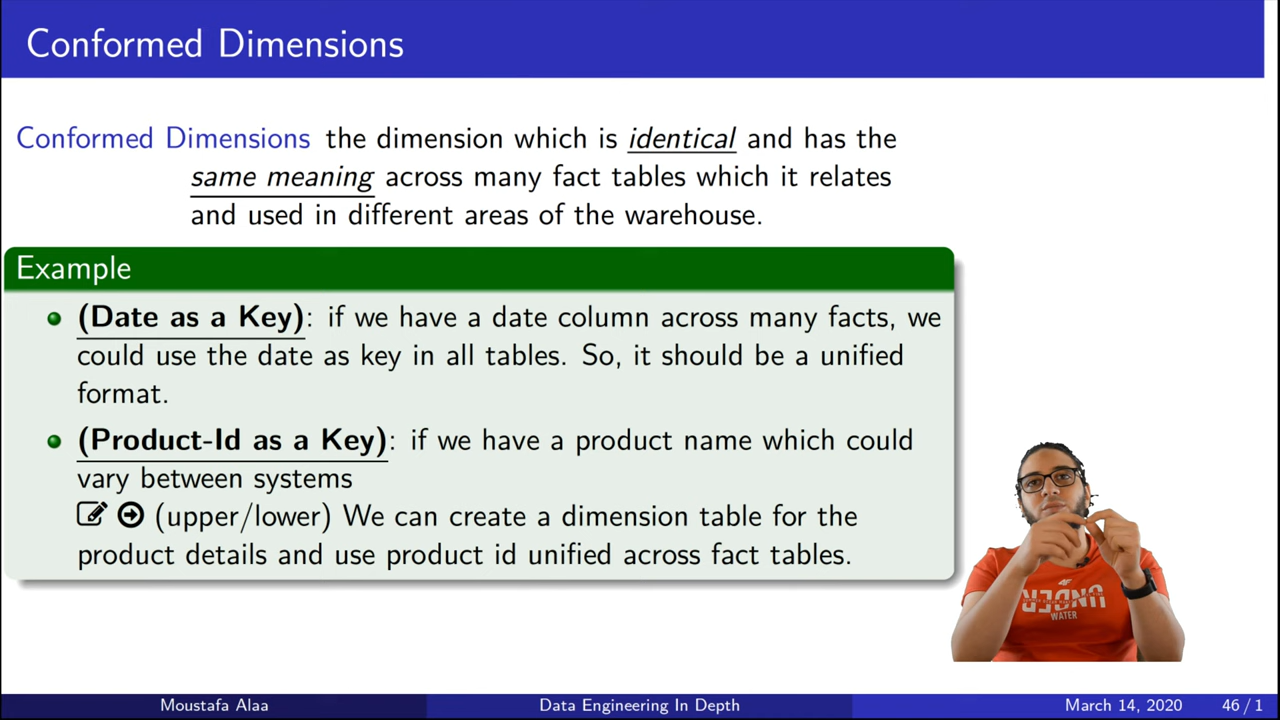 Conformed Dimensions
Conformed Dimensions the dimension which is identical and has the
same meaning across many fact tables which it relates
and used in different areas of the warehouse.
Example
(Date as a Key): if we have a date column across many facts, we
could use the date as key in all tables. So, it should be a unified
format.
(Product-Id as a Key): if we have a product name which could
vary between systems
(upper/lower) We can create a dimension table for the
product details and use product id unified across fact tables.
UNDER
WATER
Moustafa Alaa Data Engineering In Depth March 14, 2020 46 / 1